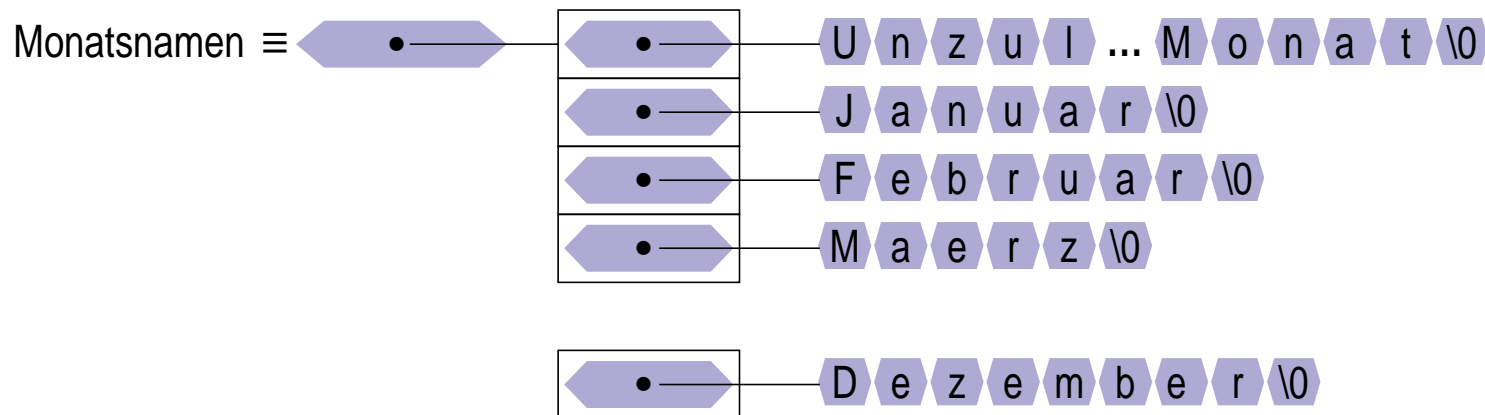 Monatsnamen ≡ U n z u l ... M o n a t \0
J a n u a r \0
F e b r u a r \0
M a e r z \0
D e z e m b e r \0